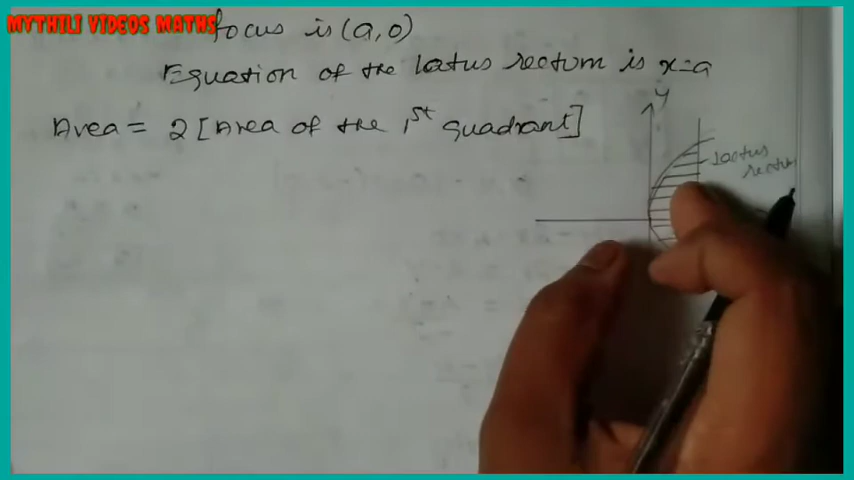 MYTHILI VIDEOS MATHS
focus is (a,0)
Equation of the latus rectum is x=a
Area = 2 [Area of the 1st quadrant]
y
latus
rectum